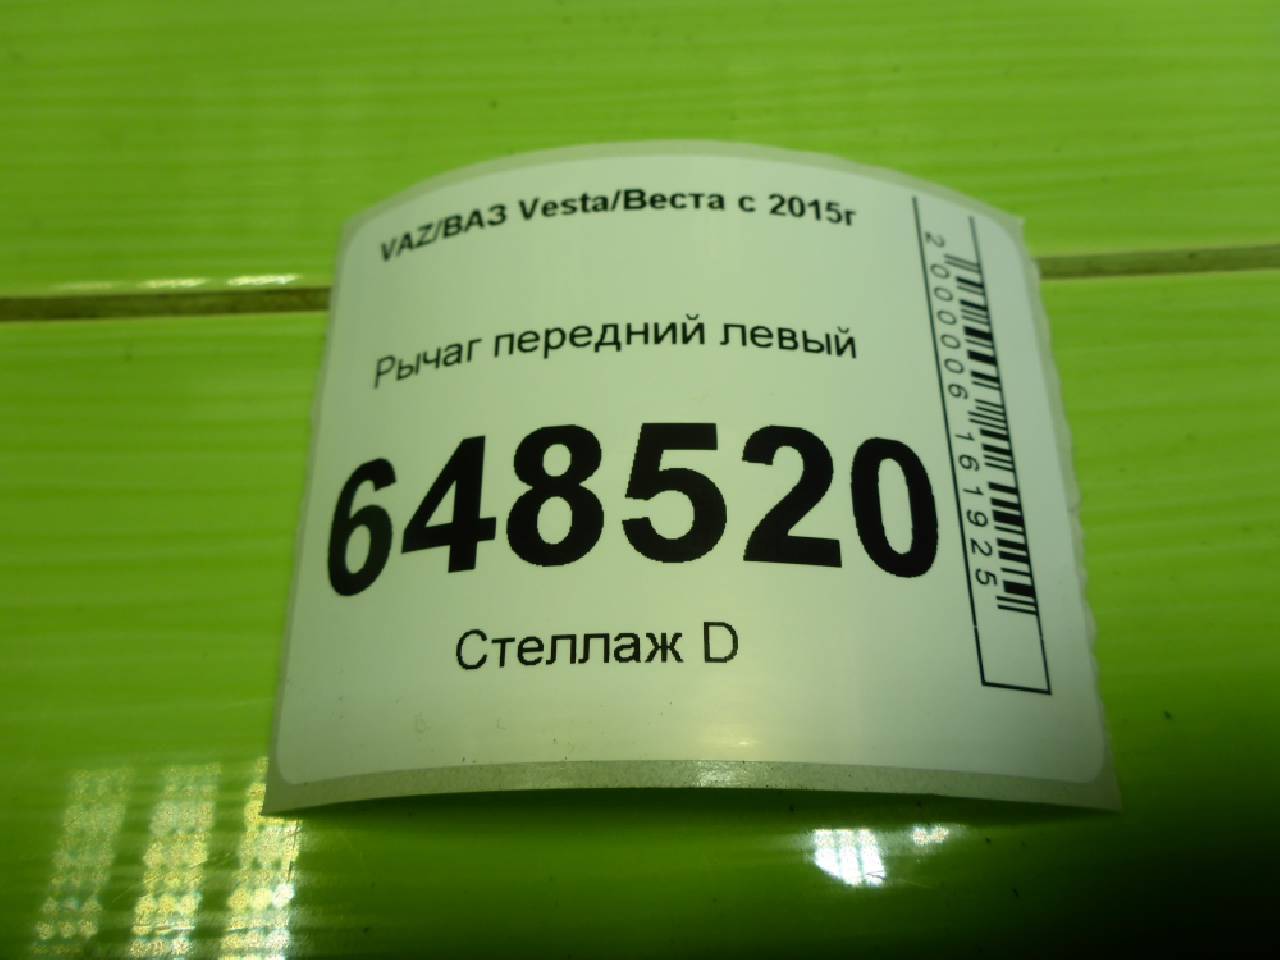 VAZ/ВАЗ Vesta/Веста с 2015г
Рычаг передний левый
648520
Стеллаж D
2000006161925